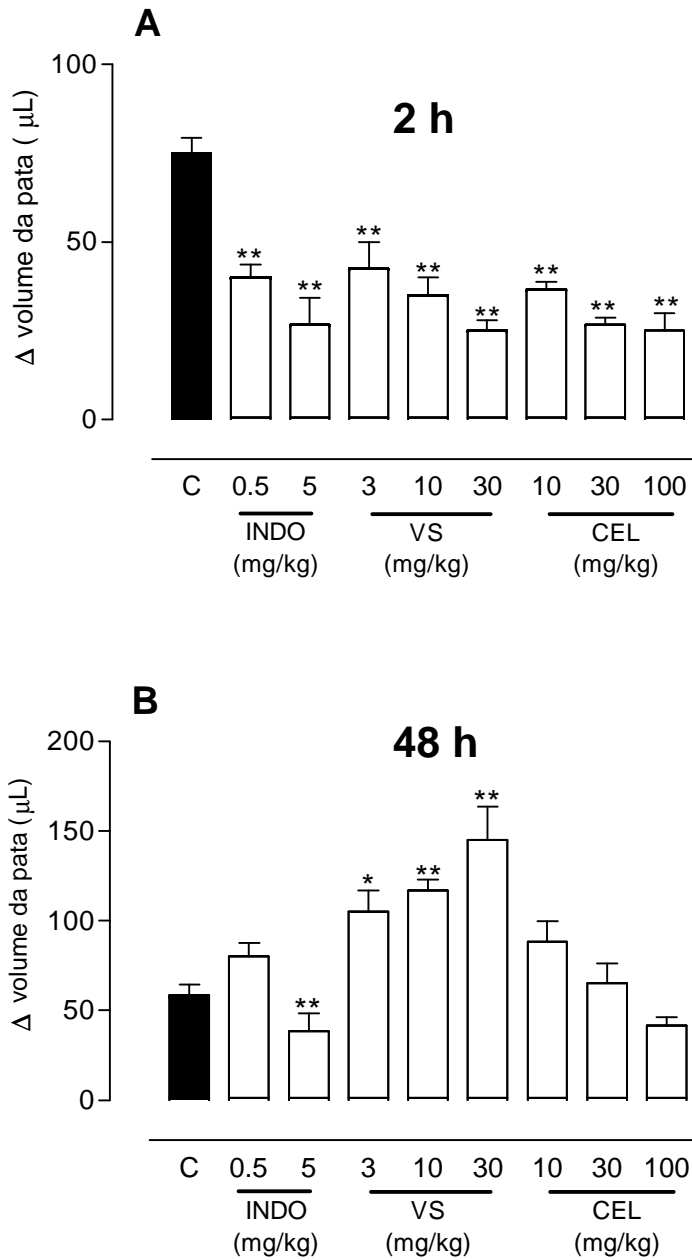 A
2 h
Δ volume da pata ( μL)
100
50
0
**
**
**
**
**
**
**
**
C 0.5 5 3 10 30 10 30 100
INDO VS CEL
(mg/kg) (mg/kg) (mg/kg)
B
48 h
Δ volume da pata (μL)
200
150
100
50
0
**
*
**
**
C 0.5 5 3 10 30 10 30 100
INDO VS CEL
(mg/kg) (mg/kg) (mg/kg)